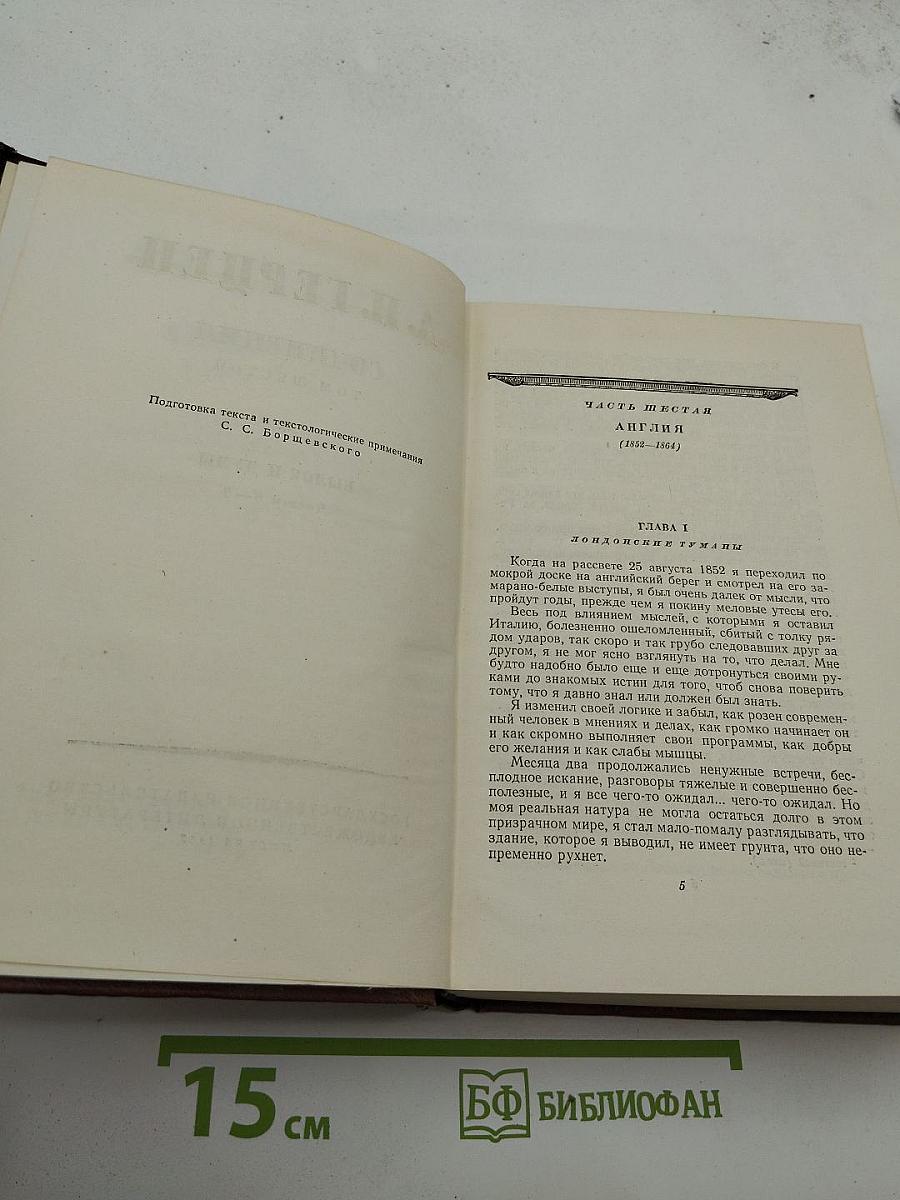 Подготовка текста и текстологические примечания
С. С. Борщевского
ЧАСТЬ ШЕСТАЯ
АНГЛИЯ
(1852—1864)
ГЛАВА I
ЛОНДОНСКИЕ ТУМАНЫ
Когда на рассвете 25 августа 1852 я переходил по
мокрой доске на английский берег и смотрел на его за-
марано-белые выступы, я был очень далек от мысли, что
пройдут годы, прежде чем я покину меловые утесы его.
Весь под влиянием мыслей, с которыми я оставил
Италию, болезненно ошеломленный, сбитый с толку ря-
дом ударов, так скоро и так грубо следовавших друг за
другом, я не мог ясно взглянуть на то, что делал. Мне
будто надобно было еще и еще дотронуться своими ру-
ками до знакомых истин для того, чтоб снова поверить
тому, что я давно знал или должен был знать.
Я изменил своей логике и забыл, как розен современ-
ный человек в мнениях и делах, как громко начинает он
и как скромно выполняет свои программы, как добры
его желания и как слабы мышцы.
Месяца два продолжались ненужные встречи, бес-
плодное искание, разговоры тяжелые и совершенно бес-
полезные, и я все чего-то ожидал... чего-то ожидал. Но
моя реальная натура не могла остаться долго в этом
призрачном мире, я стал мало-помалу разглядывать, что
здание, которое я выводил, не имеет грунта, что оно не-
пременно рухнет.
5
15 см
БФ БИБЛИОФАН